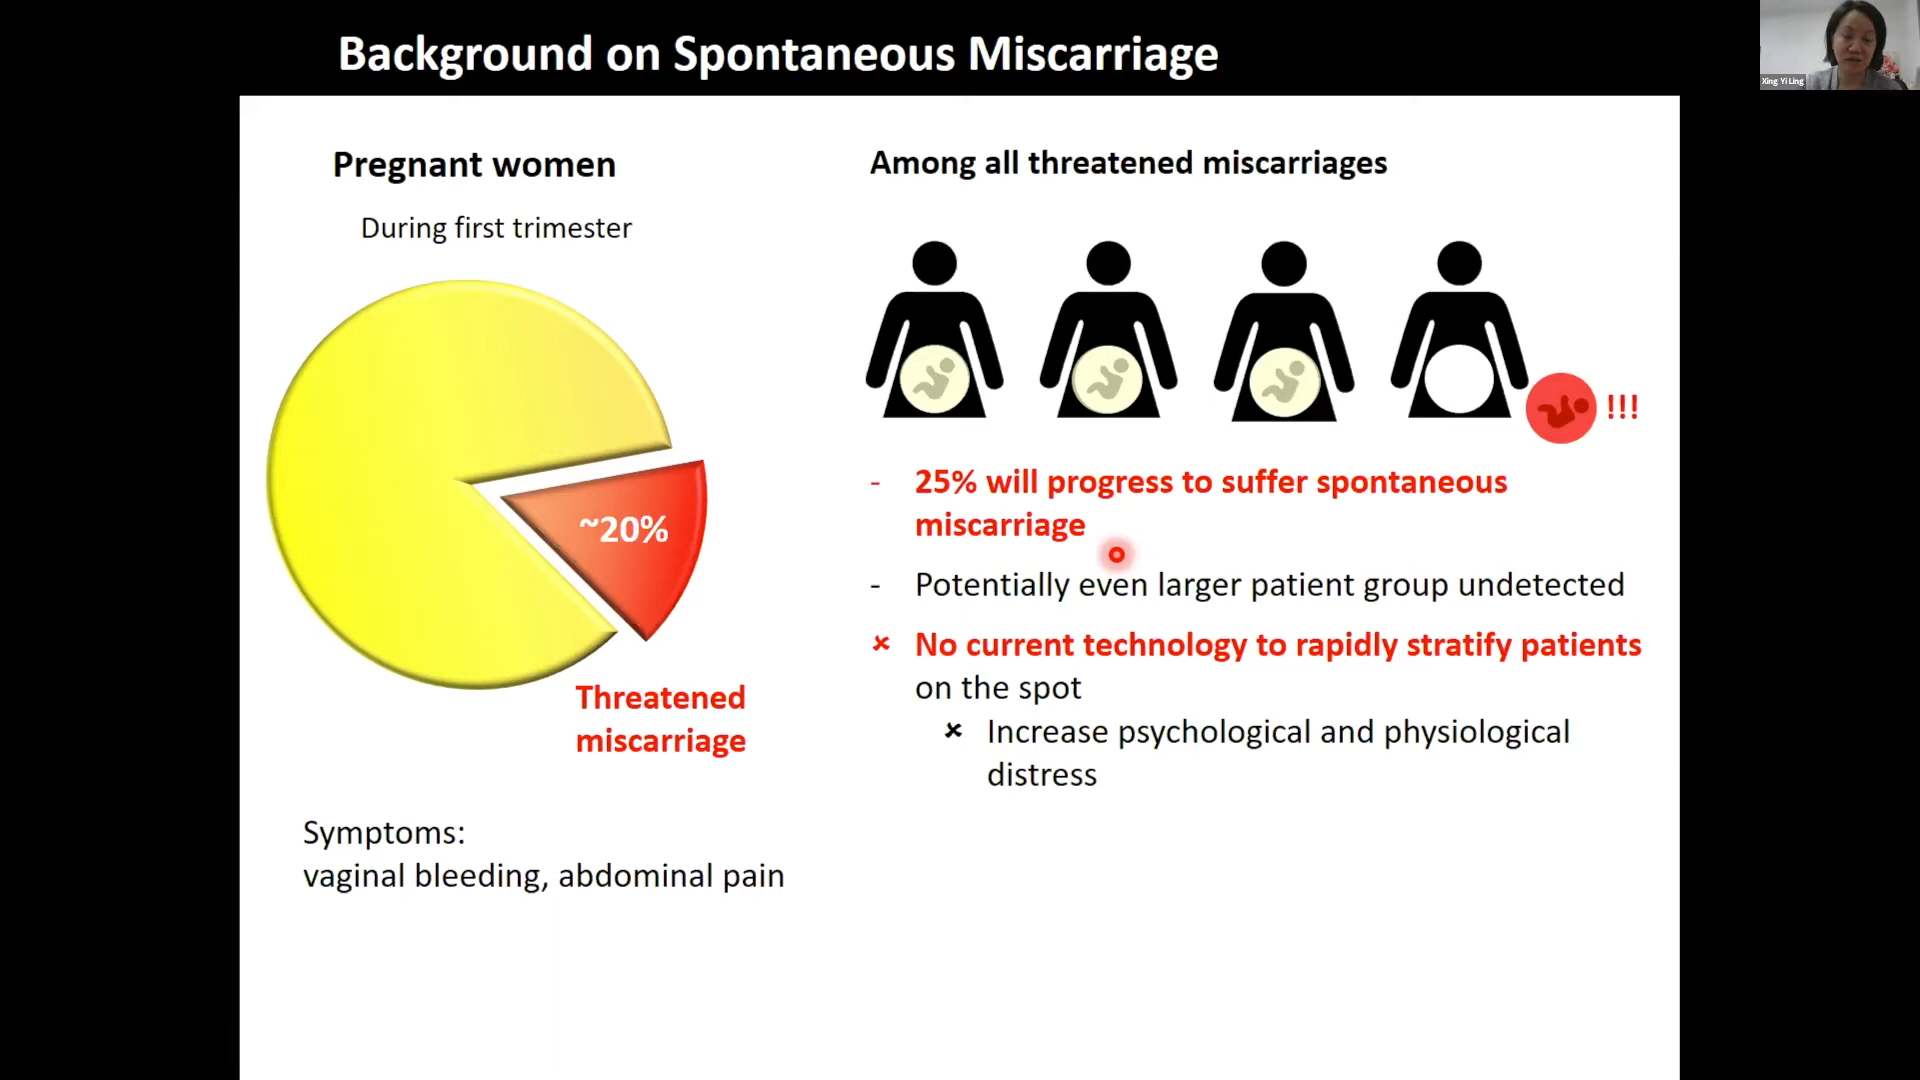 Background on Spontaneous Miscarriage
Xing Yi Ling
Pregnant women
During first trimester
~20%
Threatened
miscarriage
Symptoms:
vaginal bleeding, abdominal pain
Among all threatened miscarriages
!!!
- 25% will progress to suffer spontaneous
miscarriage
- Potentially even larger patient group undetected
× No current technology to rapidly stratify patients
on the spot
× Increase psychological and physiological
distress